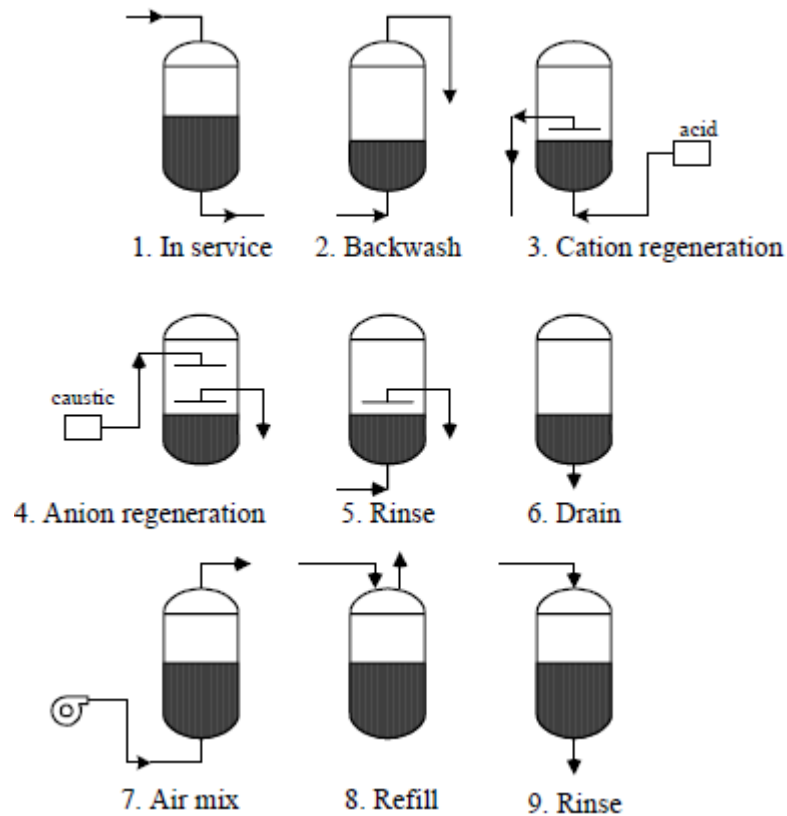 acid
1. In service
2. Backwash
3. Cation regeneration
caustic
4. Anion regeneration
5. Rinse
6. Drain
7. Air mix
8. Refill
9. Rinse